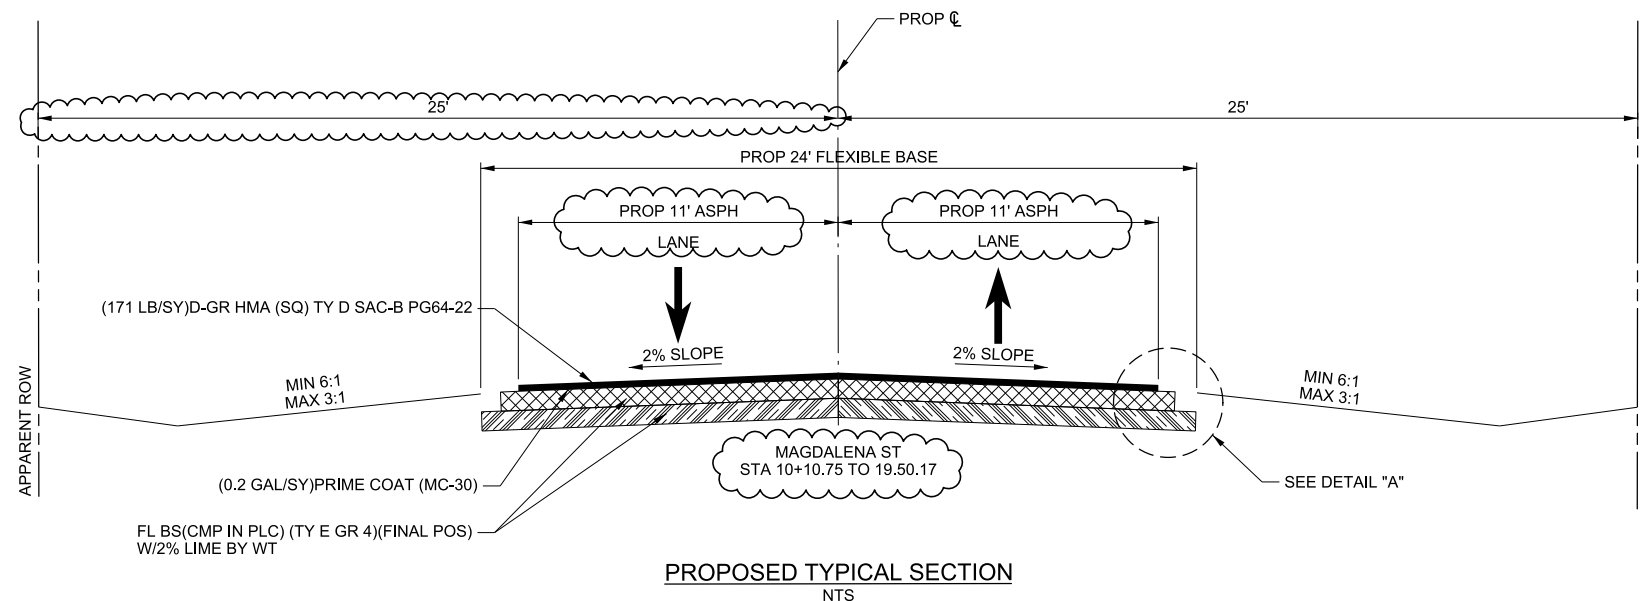 PROP ℄
25'
25'
PROP 24' FLEXIBLE BASE
PROP 11' ASPH
LANE
PROP 11' ASPH
LANE
(171 LB/SY)D-GR HMA (SQ) TY D SAC-B PG64-22
2% SLOPE
2% SLOPE
MIN 6:1
MAX 3:1
MIN 6:1
MAX 3:1
APPARENT ROW
MAGDALENA ST
STA 10+10.75 TO 19.50.17
(0.2 GAL/SY)PRIME COAT (MC-30)
SEE DETAIL "A"
FL BS(CMP IN PLC) (TY E GR 4)(FINAL POS)
W/2% LIME BY WT
PROPOSED TYPICAL SECTION
NTS